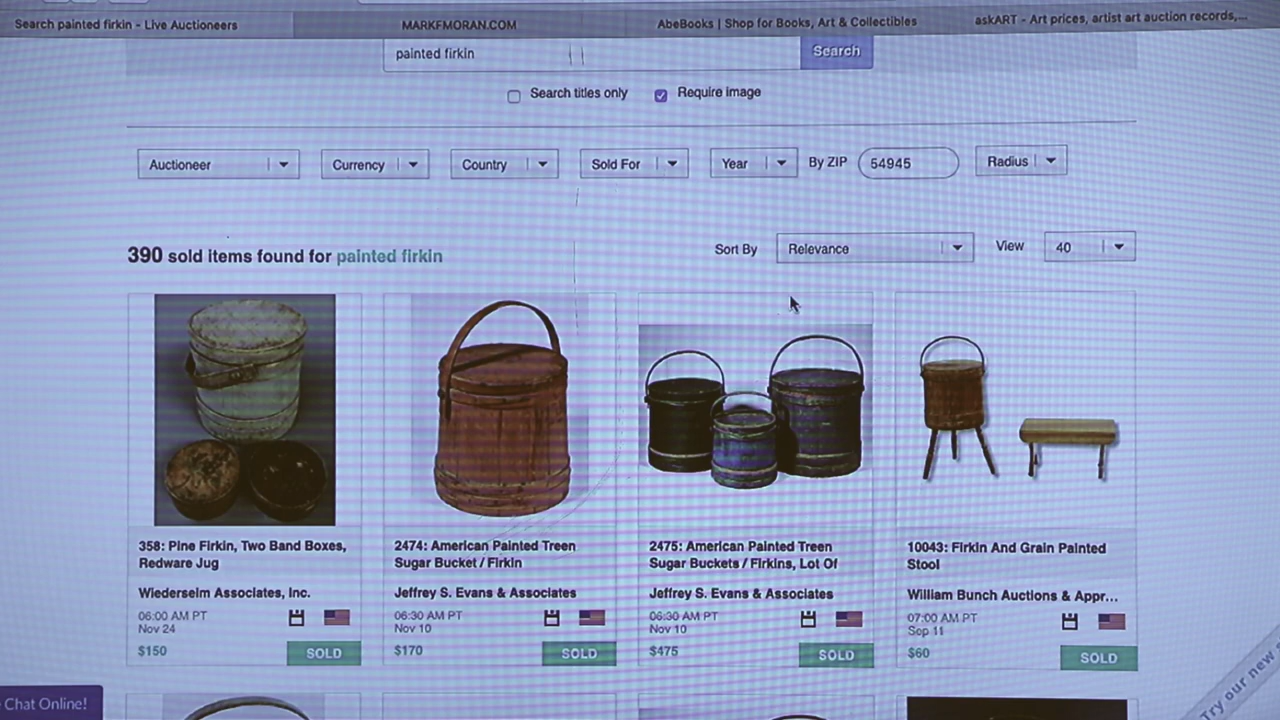 Search painted firkin - Live Auctioneers
MARKFMORAN.COM
AbeBooks | Shop for Books, Art & Collectibles
askART - Art prices, artist art auction records,...
painted firkin
Search
Search titles only
Require image
Auctioneer
Currency
Country
Sold For
Year
By ZIP
54945
Radius
390 sold items found for painted firkin
Sort By
Relevance
View
40
358: Pine Firkin, Two Band Boxes,
Redware Jug
Wiederseim Associates, Inc.
06:00 AM PT
Nov 24
$150
SOLD
2474: American Painted Treen
Sugar Bucket / Firkin
Jeffrey S. Evans & Associates
06:30 AM PT
Nov 10
$170
SOLD
2475: American Painted Treen
Sugar Buckets / Firkins, Lot Of
Jeffrey S. Evans & Associates
06:30 AM PT
Nov 10
$475
SOLD
10043: Firkin And Grain Painted
Stool
William Bunch Auctions & Appr...
07:00 AM PT
Sep 11
$60
SOLD
Chat Online!
Try our new